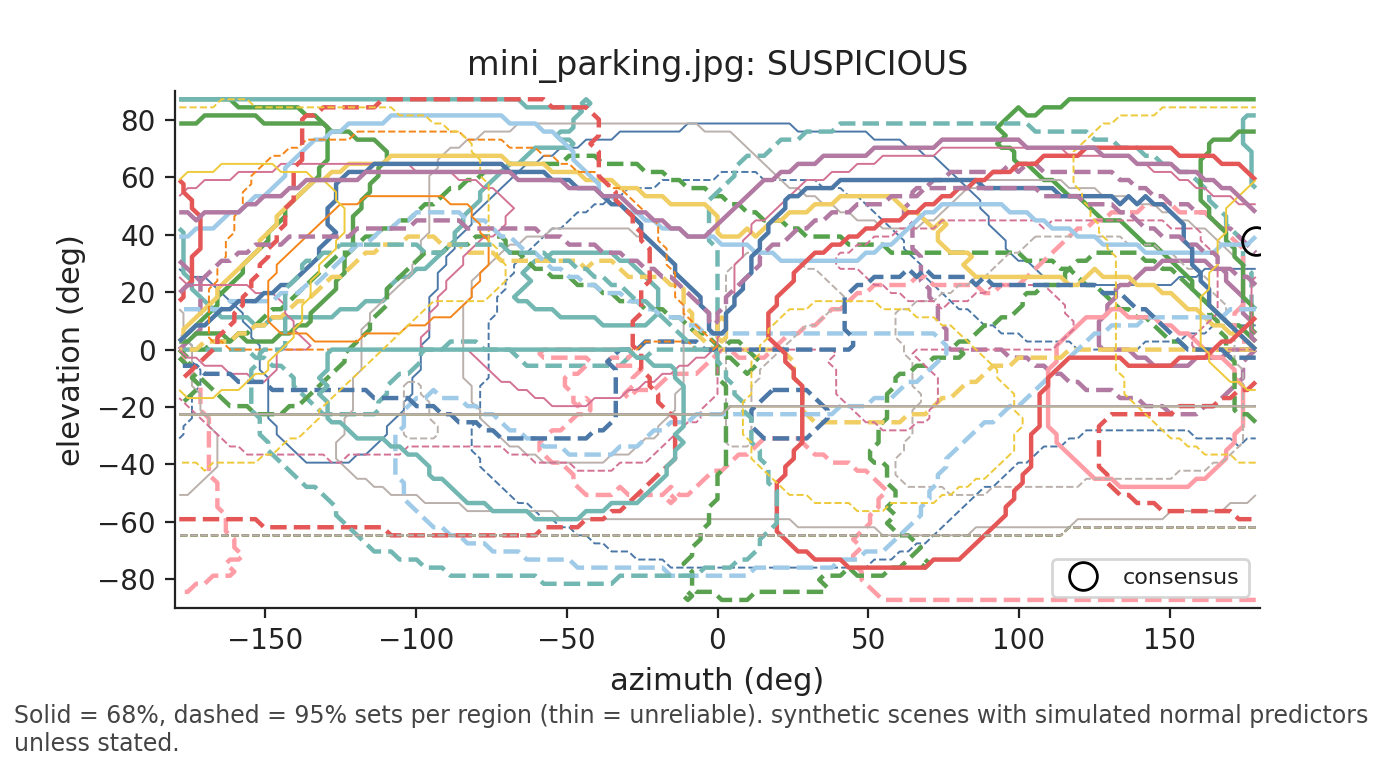 mini_parking.jpg: SUSPICIOUS
80
60
40
20
0
−20
−40
−60
−80
elevation (deg)
−150
−100
−50
0
50
100
150
azimuth (deg)
consensus
Solid = 68%, dashed = 95% sets per region (thin = unreliable). synthetic scenes with simulated normal predictors
unless stated.